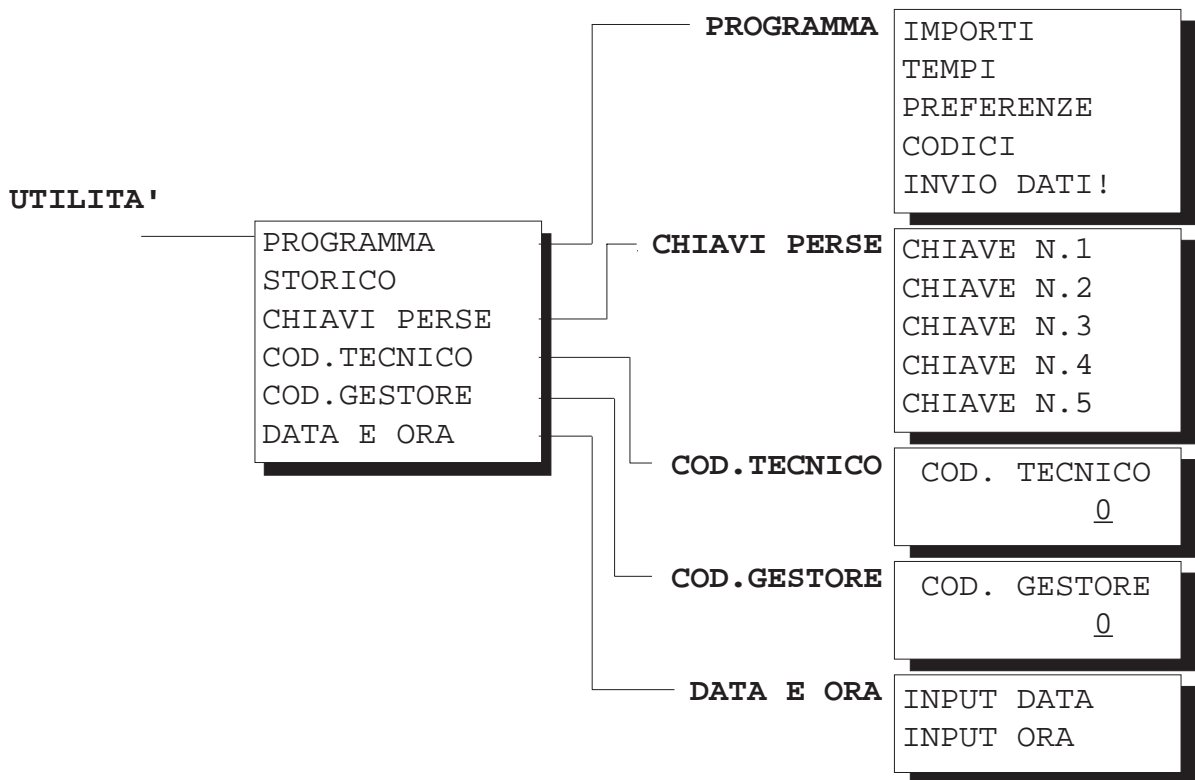 UTILITA'
PROGRAMMA
STORICO
CHIAVI PERSE
COD.TECNICO
COD.GESTORE
DATA E ORA
PROGRAMMA
IMPORTI
TEMPI
PREFERENZE
CODICI
INVIO DATI!
CHIAVI PERSE
CHIAVE N.1
CHIAVE N.2
CHIAVE N.3
CHIAVE N.4
CHIAVE N.5
COD.TECNICO
COD. TECNICO
0
COD.GESTORE
COD. GESTORE
0
DATA E ORA
INPUT DATA
INPUT ORA